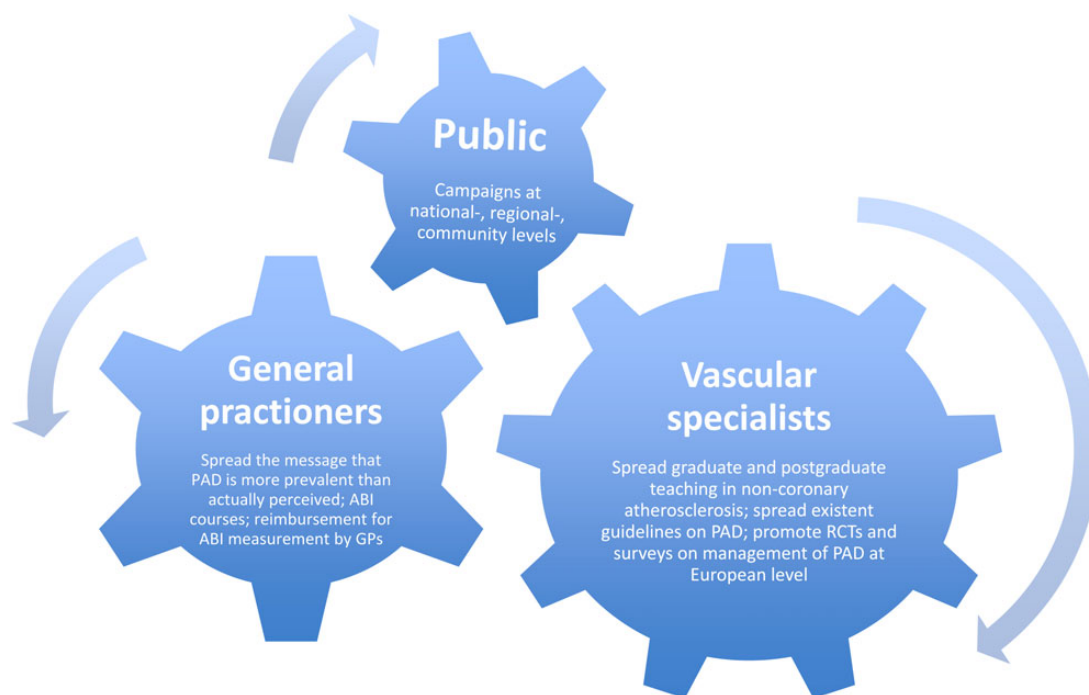 Public
Campaigns at
national-, regional-,
community levels
General
practioners
Spread the message that
PAD is more prevalent than
actually perceived; ABI
courses; reimbursement for
ABI measurement by GPs
Vascular
specialists
Spread graduate and postgraduate
teaching in non-coronary
atherosclerosis; spread existent
guidelines on PAD; promote RCTs and
surveys on management of PAD at
European level